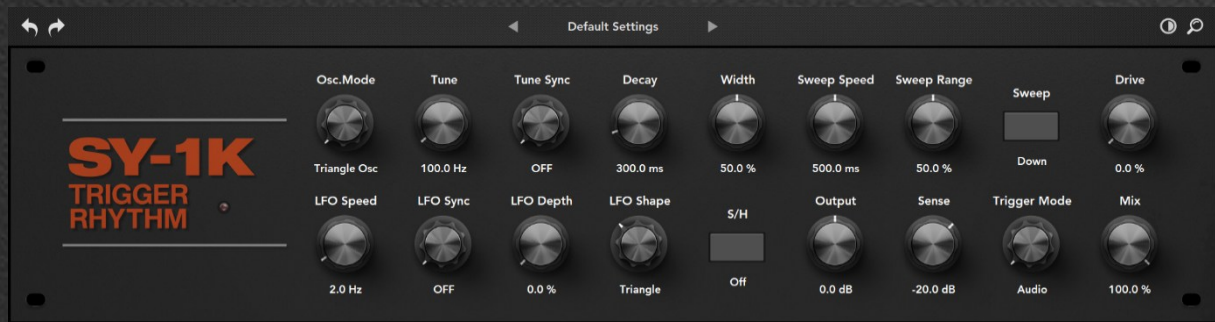 Default Settings
SY-1K
TRIGGER
RHYTHM
Osc.Mode Tune Tune Sync Decay Width Sweep Speed Sweep Range Sweep Drive
Triangle Osc 100.0 Hz OFF 300.0 ms 50.0 % 500.0 ms 50.0 % Down 0.0 %
LFO Speed LFO Sync LFO Depth LFO Shape S/H Output Sense Trigger Mode Mix
2.0 Hz OFF 0.0 % Triangle Off 0.0 dB -20.0 dB Audio 100.0 %